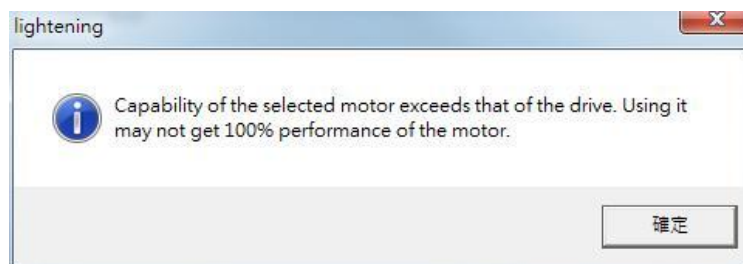 lightening
Capability of the selected motor exceeds that of the drive. Using it
may not get 100% performance of the motor.
確定